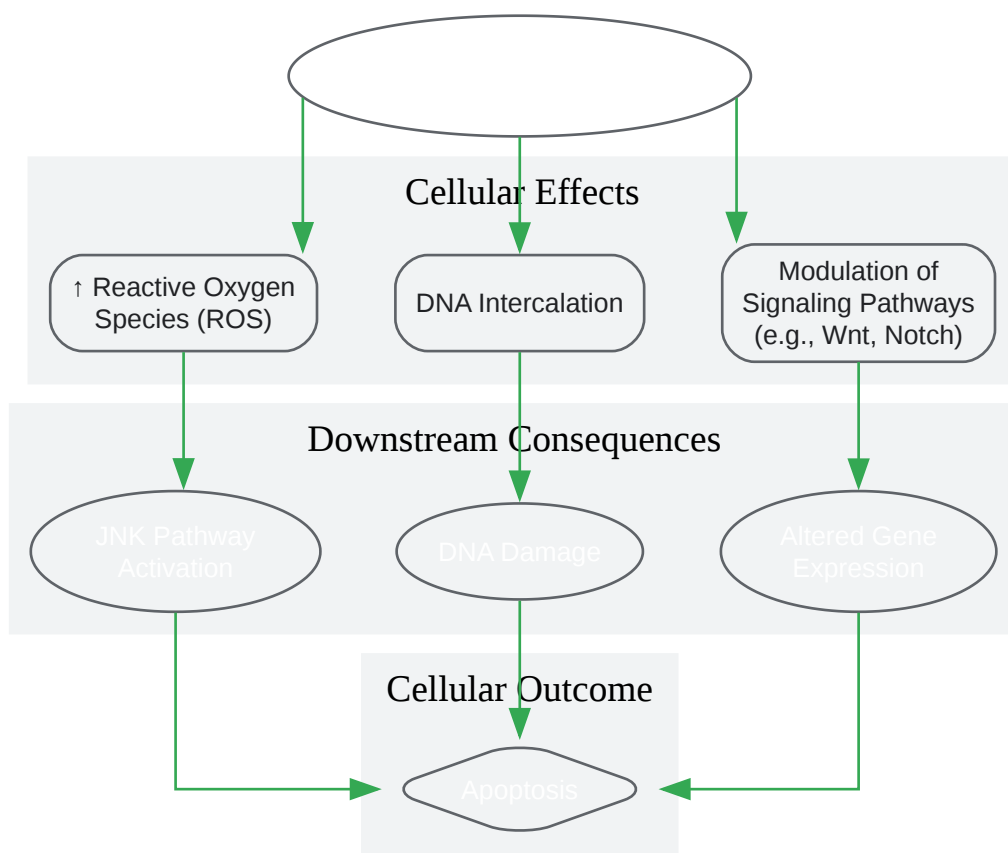 Cellular Effects
↑ Reactive Oxygen
Species (ROS)
DNA Intercalation
Modulation of
Signaling Pathways
(e.g., Wnt, Notch)
Downstream Consequences
JNK Pathway
Activation
DNA Damage
Altered Gene
Expression
Cellular Outcome
Apoptosis